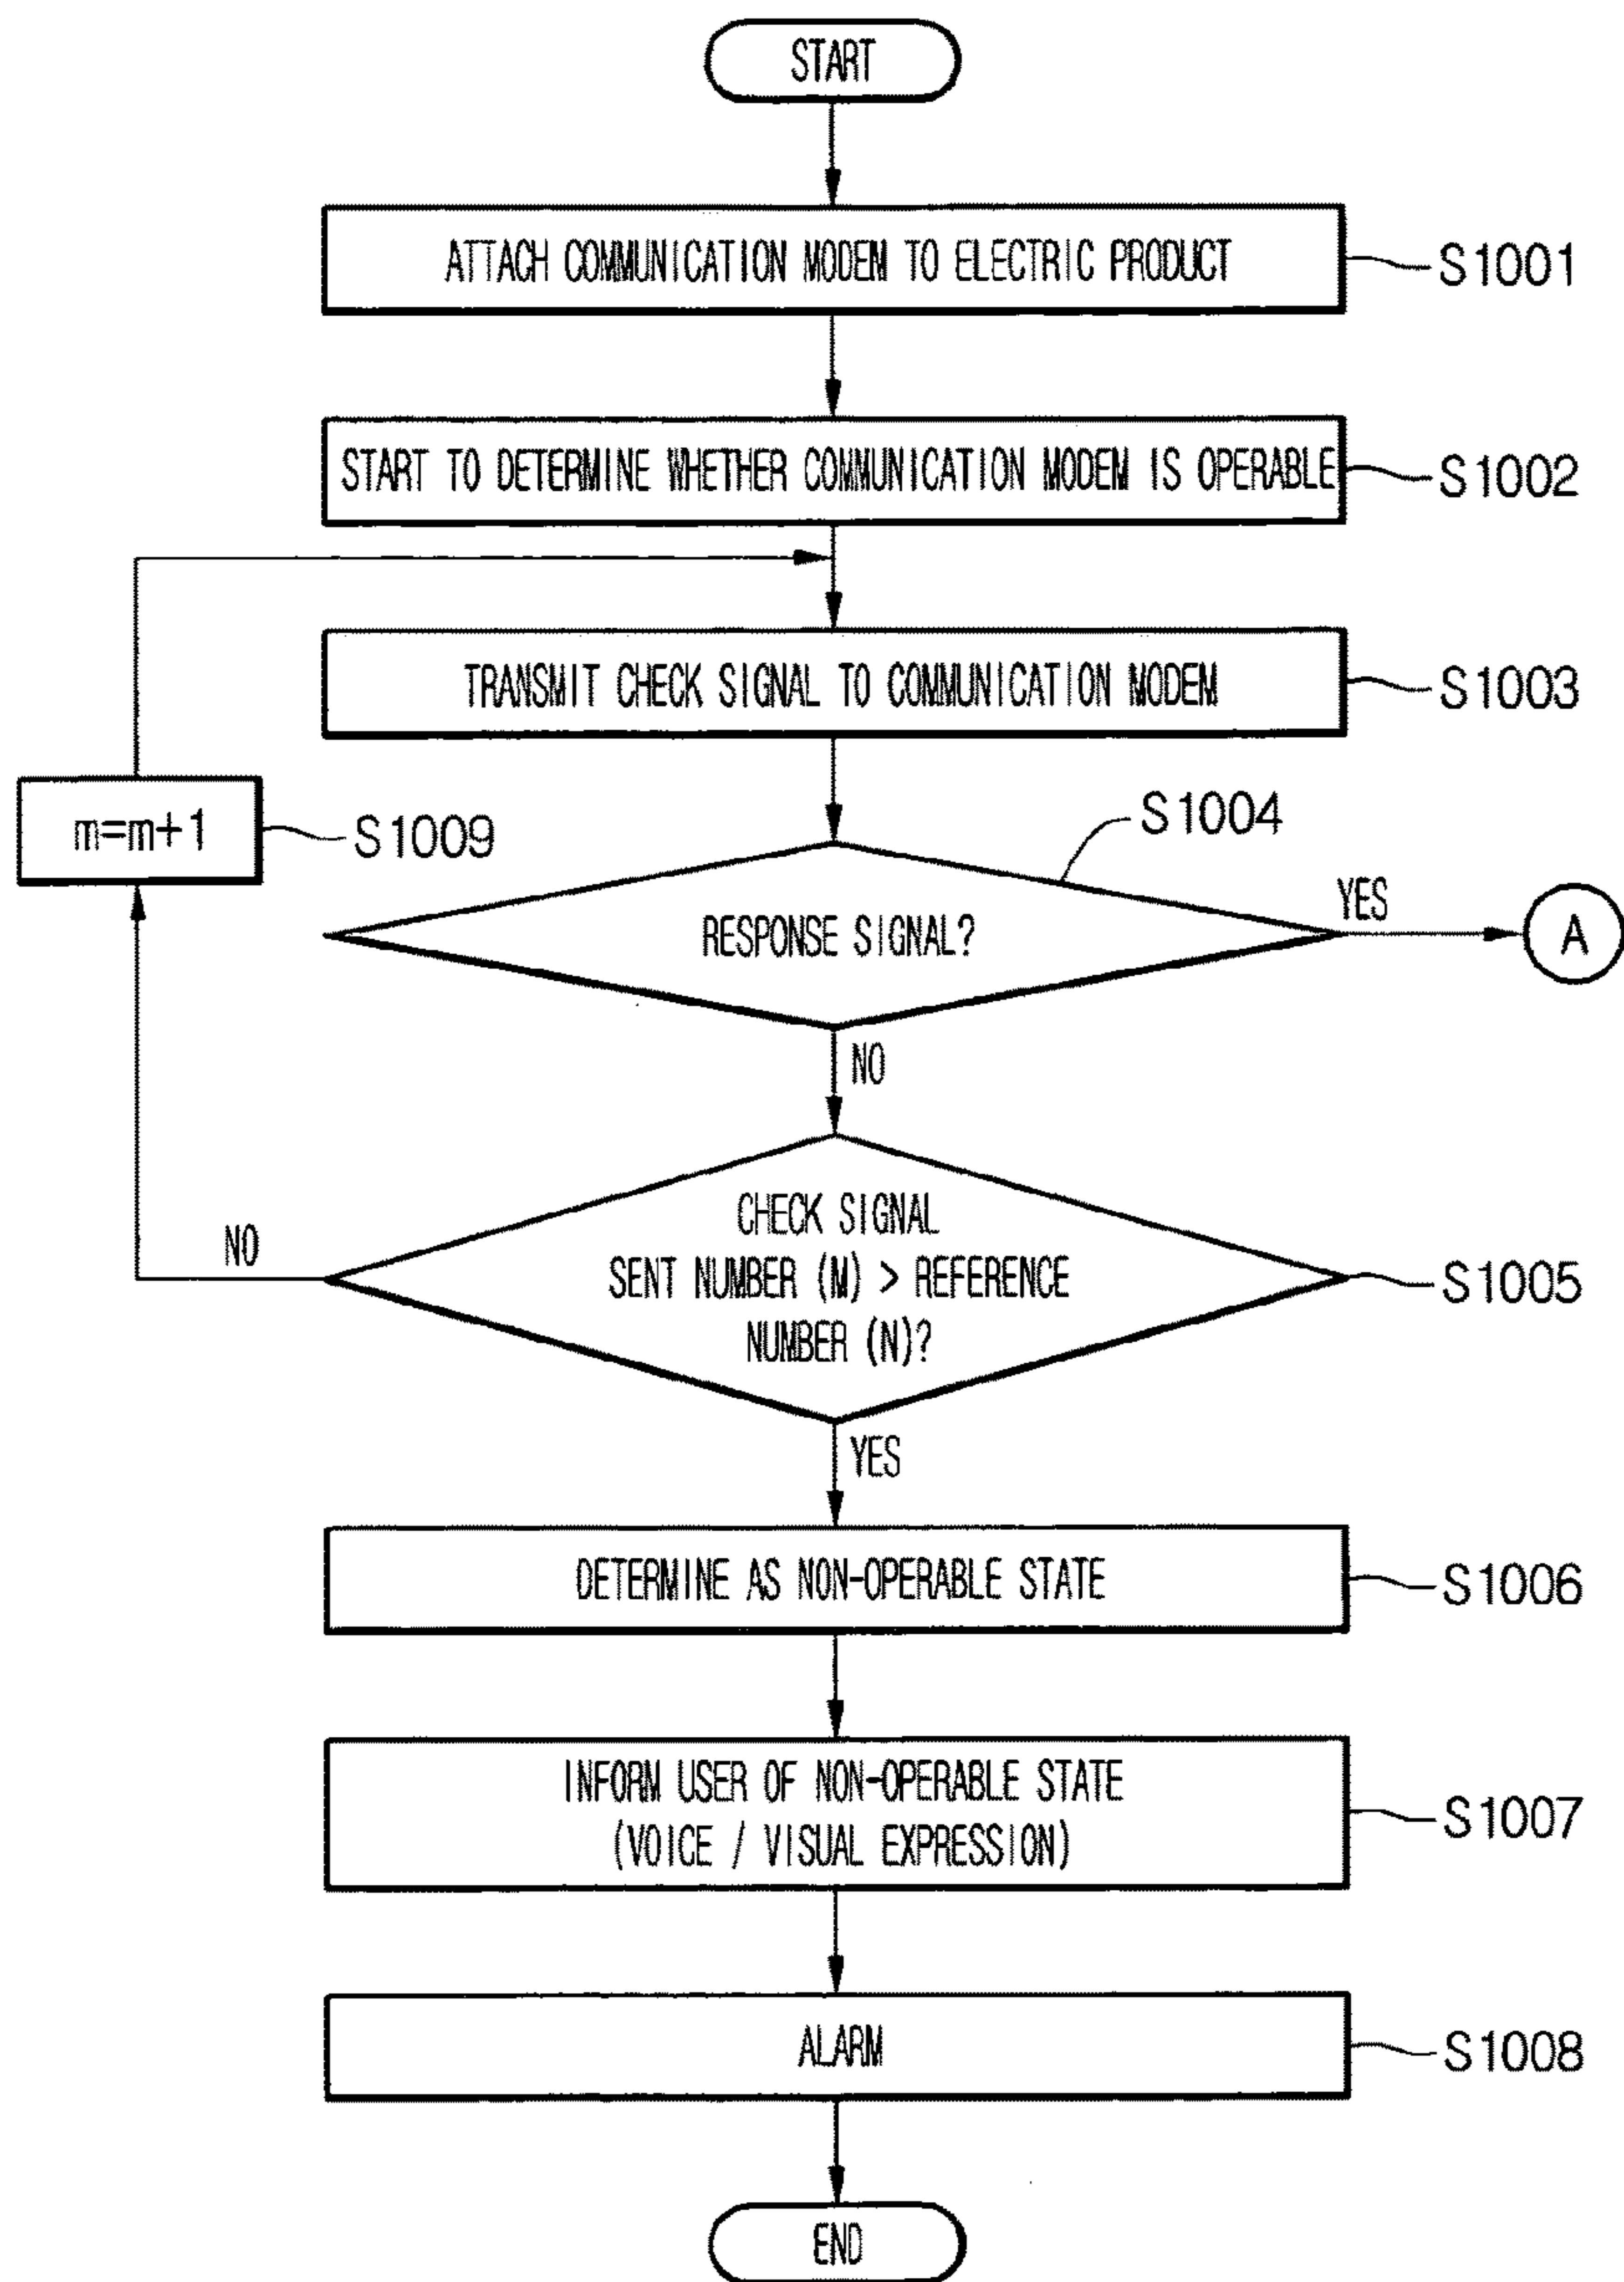 START
ATTACH COMMUNICATION MODEM TO ELECTRIC PRODUCT
S1001
START TO DETERMINE WHETHER COMMUNICATION MODEM IS OPERABLE
S1002
TRANSMIT CHECK SIGNAL TO COMMUNICATION MODEM
S1003
m=m+1
S1009
S1004
RESPONSE SIGNAL?
YES
A
NO
CHECK SIGNAL
SENT NUMBER (M) > REFERENCE
NUMBER (N)?
S1005
NO
YES
DETERMINE AS NON-OPERABLE STATE
S1006
INFORM USER OF NON-OPERABLE STATE
(VOICE / VISUAL EXPRESSION)
S1007
ALARM
S1008
END